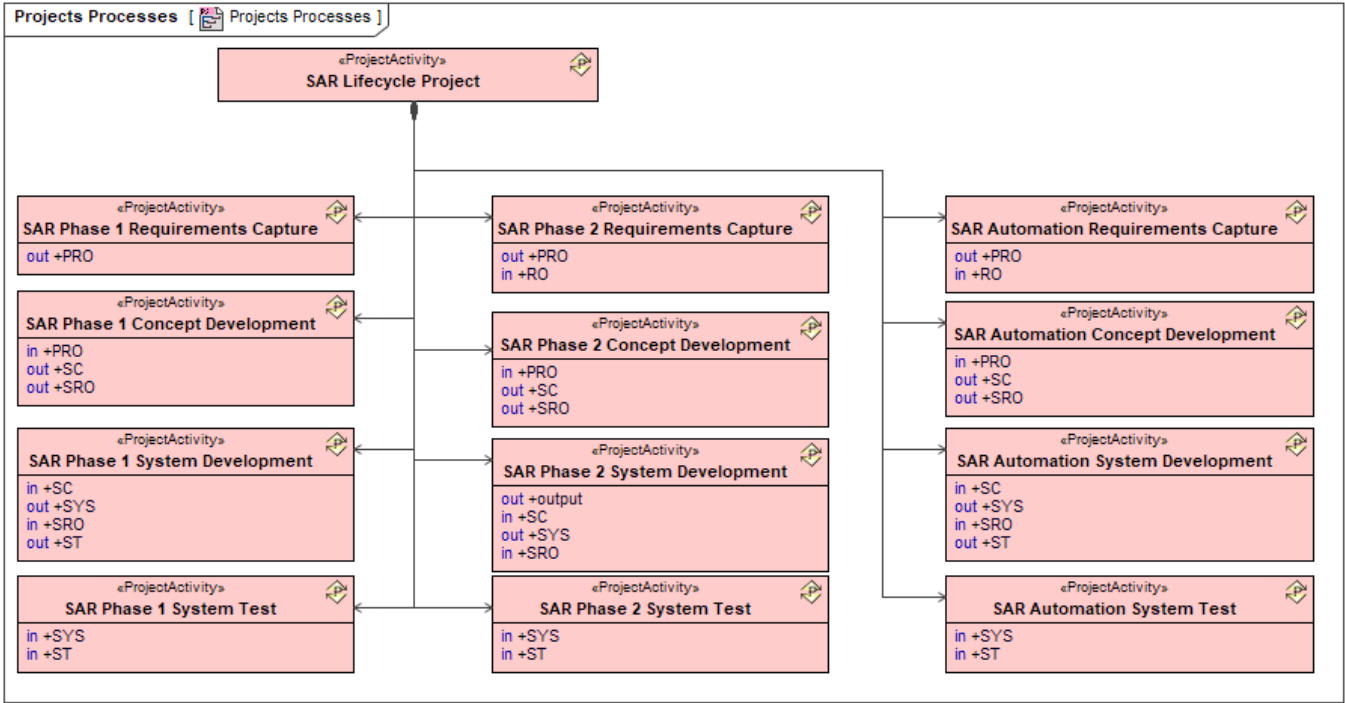 Projects Processes [ Projects Processes ]
«ProjectActivity»
SAR Lifecycle Project
«ProjectActivity»
SAR Phase 1 Requirements Capture
out +PRO
«ProjectActivity»
SAR Phase 2 Requirements Capture
out +PRO
in +RO
«ProjectActivity»
SAR Automation Requirements Capture
out +PRO
in +RO
«ProjectActivity»
SAR Phase 1 Concept Development
in +PRO
out +SC
out +SRO
«ProjectActivity»
SAR Phase 2 Concept Development
in +PRO
out +SC
out +SRO
«ProjectActivity»
SAR Automation Concept Development
in +PRO
out +SC
out +SRO
«ProjectActivity»
SAR Phase 1 System Development
in +SC
out +SYS
in +SRO
out +ST
«ProjectActivity»
SAR Phase 2 System Development
out +output
in +SC
out +SYS
in +SRO
«ProjectActivity»
SAR Automation System Development
in +SC
out +SYS
in +SRO
out +ST
«ProjectActivity»
SAR Phase 1 System Test
in +SYS
in +ST
«ProjectActivity»
SAR Phase 2 System Test
in +SYS
in +ST
«ProjectActivity»
SAR Automation System Test
in +SYS
in +ST